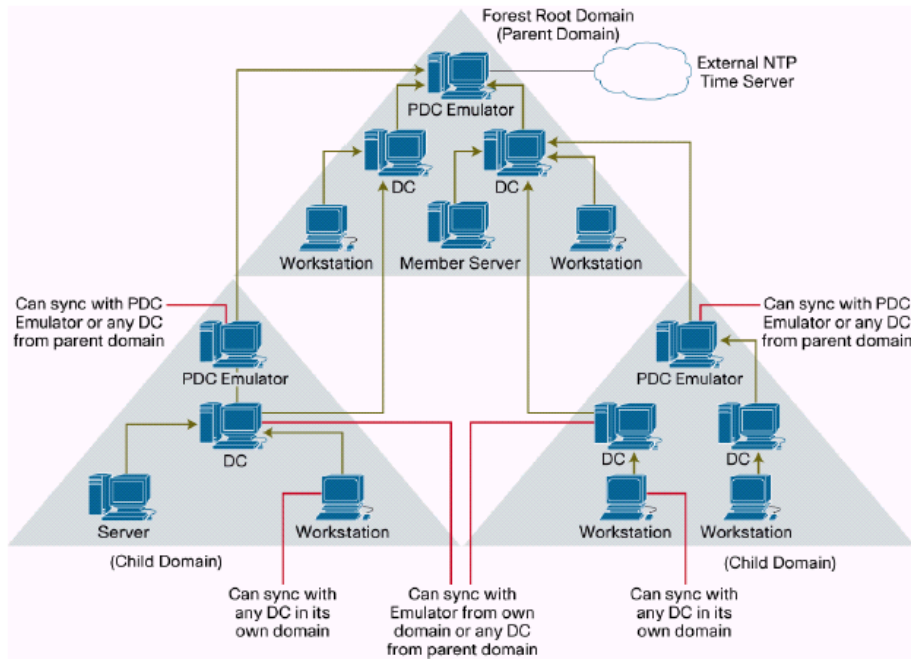 Forest Root Domain
(Parent Domain)
External NTP
Time Server
PDC Emulator
DC
DC
Workstation
Member Server
Workstation
Can sync with PDC
Emulator or any DC
from parent domain
Can sync with PDC
Emulator or any DC
from parent domain
PDC Emulator
PDC Emulator
DC
DC
DC
Server
Workstation
Workstation
Workstation
(Child Domain)
(Child Domain)
Can sync with
any DC in its
own domain
Can sync with
Emulator from own
domain or any DC
from parent domain
Can sync with
any DC in its
own domain